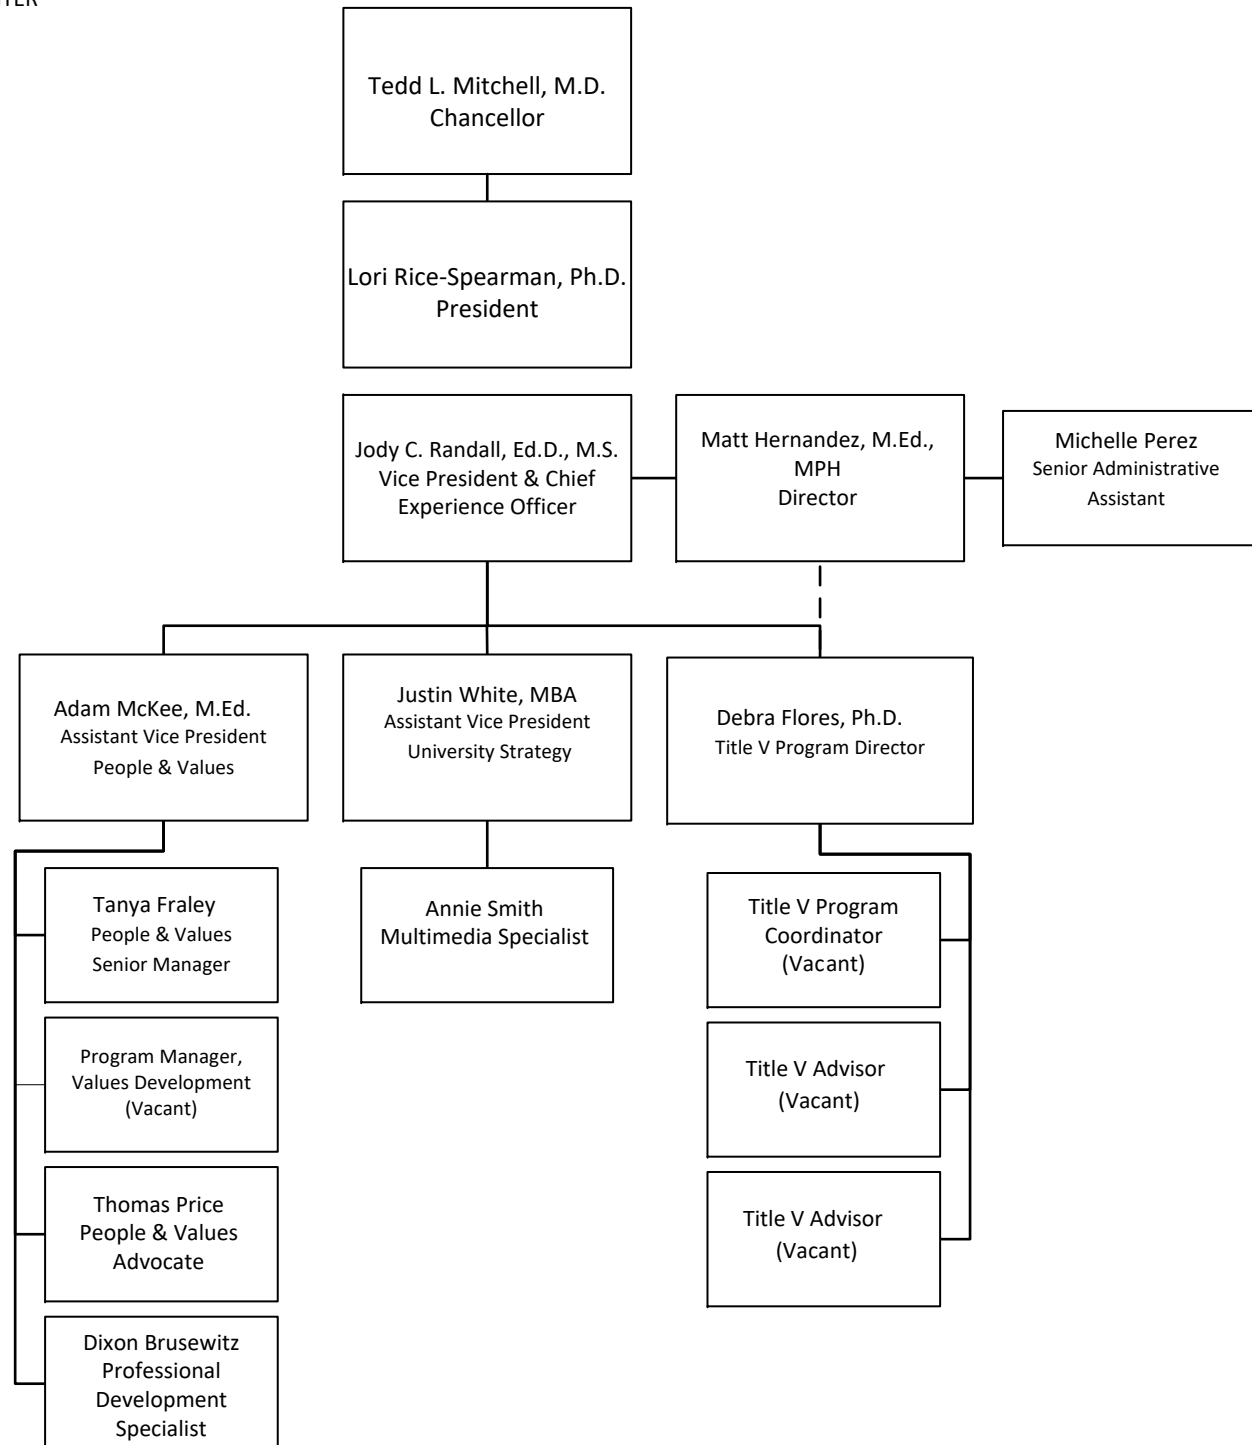 Tedd L. Mitchell, M.D.
Chancellor
Lori Rice-Spearman, Ph.D.
President
Jody C. Randall, Ed.D., M.S.
Vice President & Chief
Experience Officer
Matt Hernandez, M.Ed.,
MPH
Director
Michelle Perez
Senior Administrative
Assistant
Adam McKee, M.Ed.
Assistant Vice President
People & Values
Justin White, MBA
Assistant Vice President
University Strategy
Debra Flores, Ph.D.
Title V Program Director
Tanya Fraley
People & Values
Senior Manager
Program Manager,
Values Development
(Vacant)
Thomas Price
People & Values
Advocate
Dixon Brusewitz
Professional
Development
Specialist
Annie Smith
Multimedia Specialist
Title V Program
Coordinator
(Vacant)
Title V Advisor
(Vacant)
Title V Advisor
(Vacant)